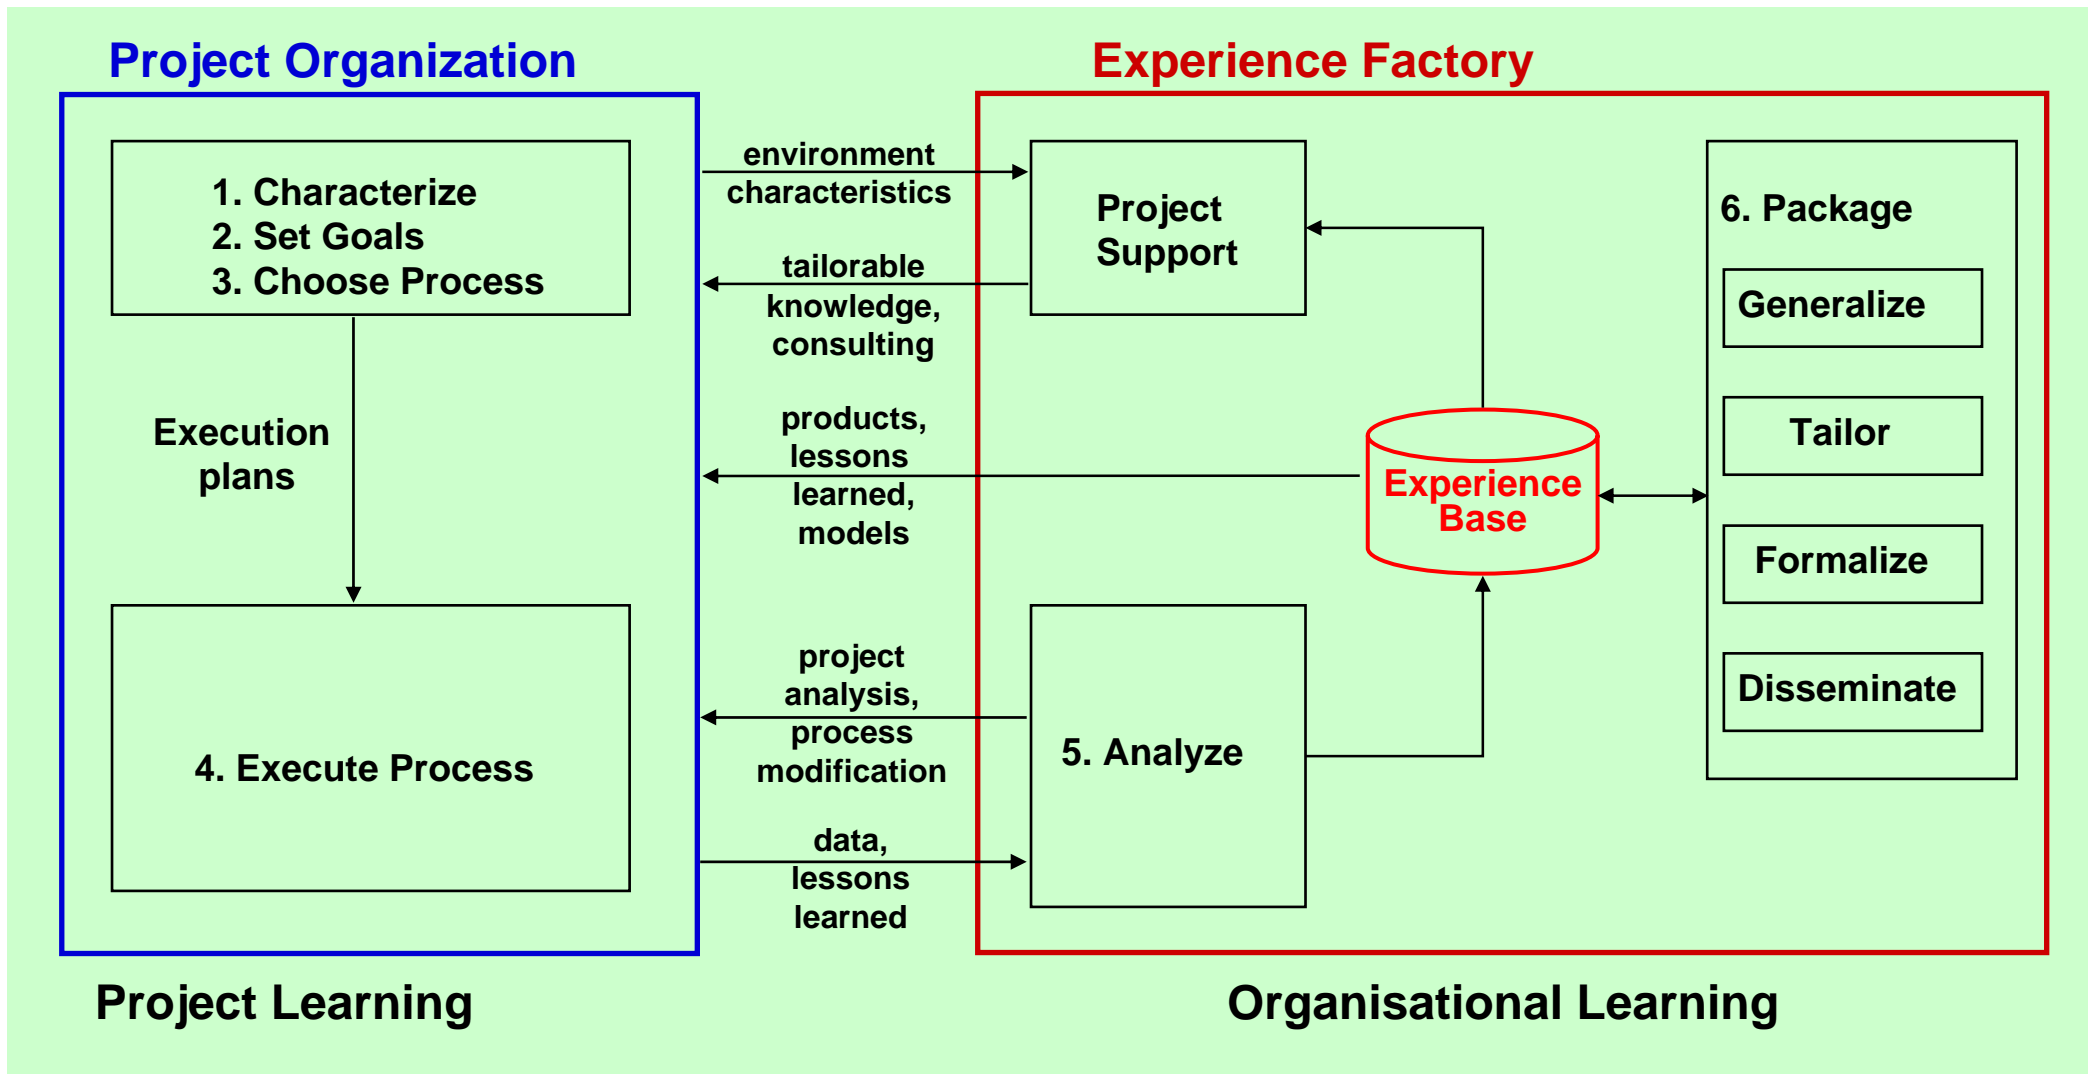 Project Organization
Experience Factory
1. Characterize
2. Set Goals
3. Choose Process
Execution
plans
4. Execute Process
environment
characteristics
tailorable
knowledge,
consulting
products,
lessons
learned,
models
project
analysis,
process
modification
data,
lessons
learned
Project
Support
Experience
Base
5. Analyze
6. Package
Generalize
Tailor
Formalize
Disseminate
Project Learning
Organisational Learning